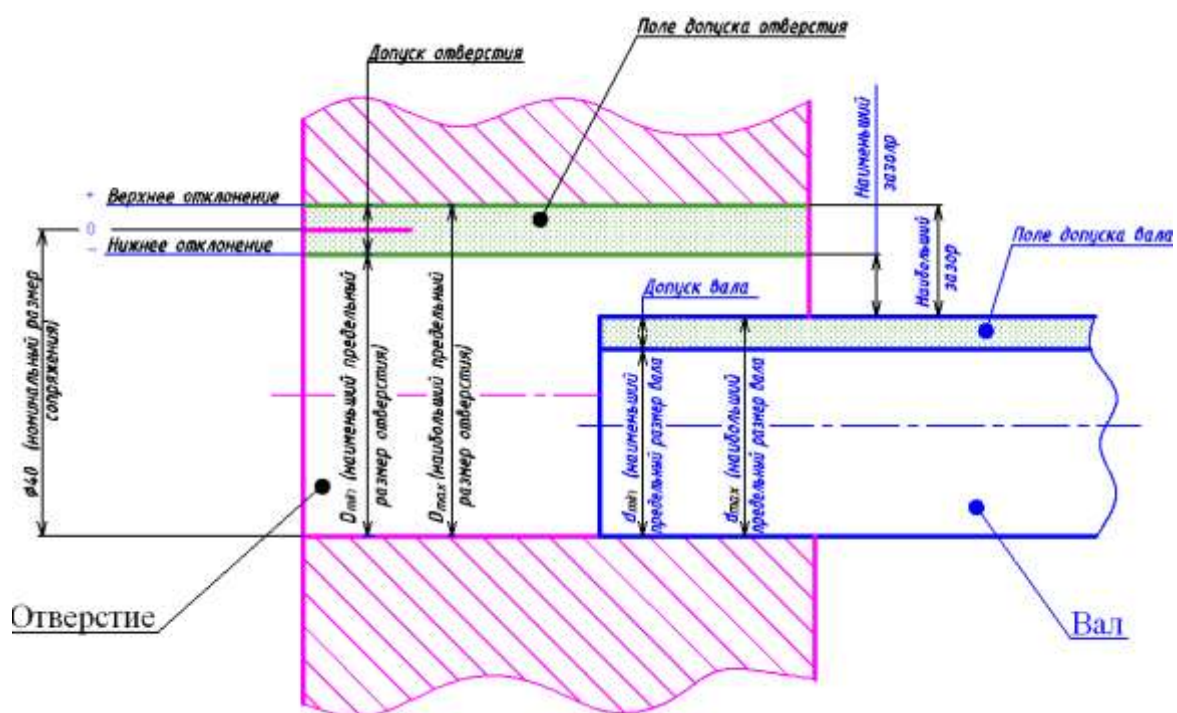 Поле допуска отверстия
Допуск отверстия
Наименьший
зазолр
+ Верхнее отклонение
0
− Нижнее отклонение
Наибольший
зазор
Поле допуска вала
Допуск вала
φ40 (номинальный размер
сопряжения)
Dmin (наименьший предельный
размер отверстия)
Dmax (наибольший предельный
размер отверстия)
dmin (наименьший
предельный размер вала
dmax (наибольший
предельный размер вала
Отверстие
Вал